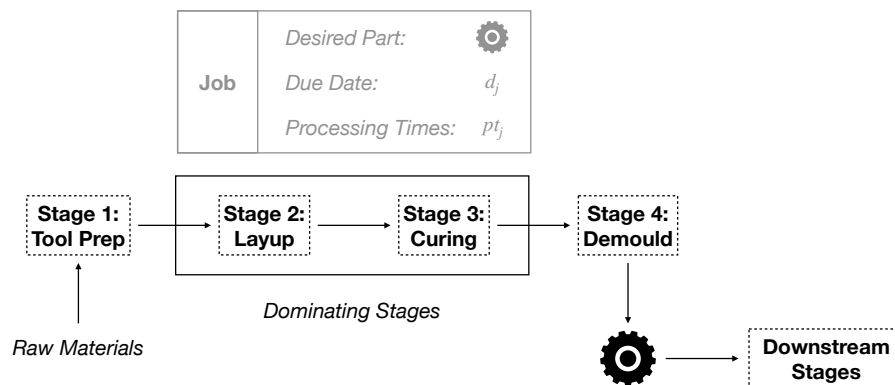 Desired Part:
Job
Due Date: d_j
Processing Times: pt_j
Stage 1:
Tool Prep
Stage 2:
Layup
Stage 3:
Curing
Stage 4:
Demould
Dominating Stages
Raw Materials
Downstream
Stages